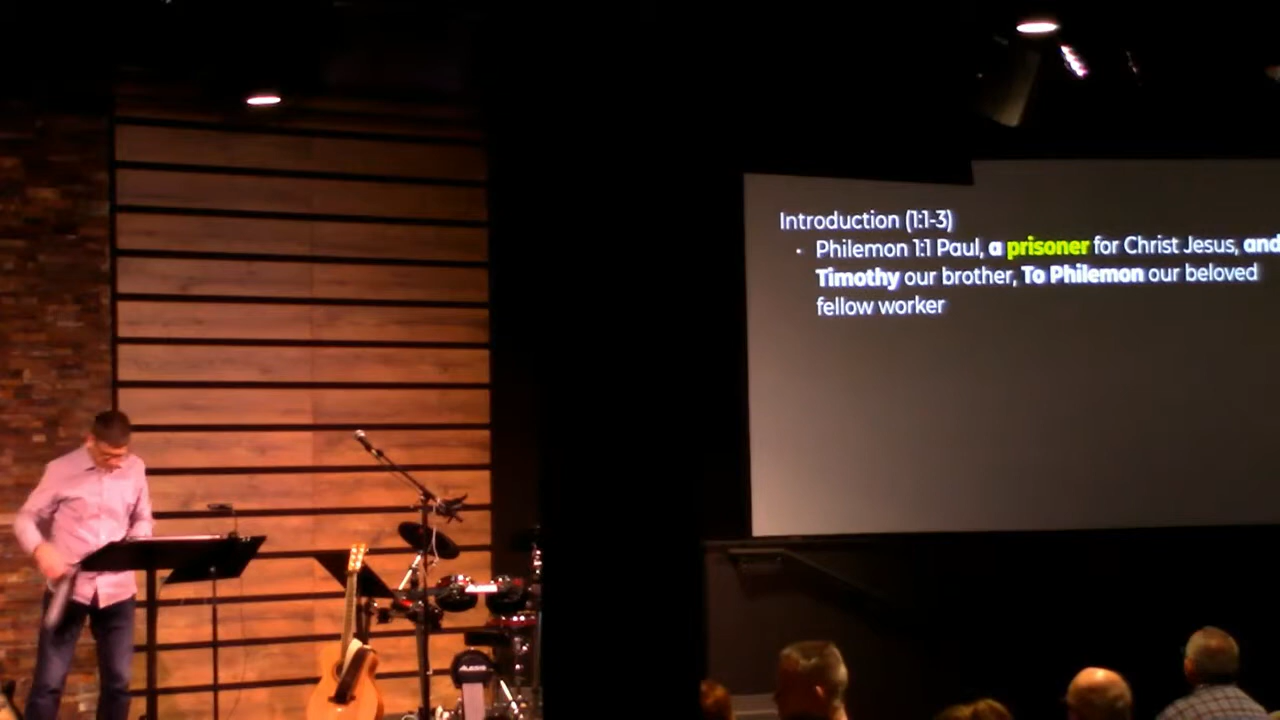 Introduction (1:1-3)
• Philemon 1:1 Paul, a prisoner for Christ Jesus, and
Timothy our brother, To Philemon our beloved
fellow worker
ALESIS